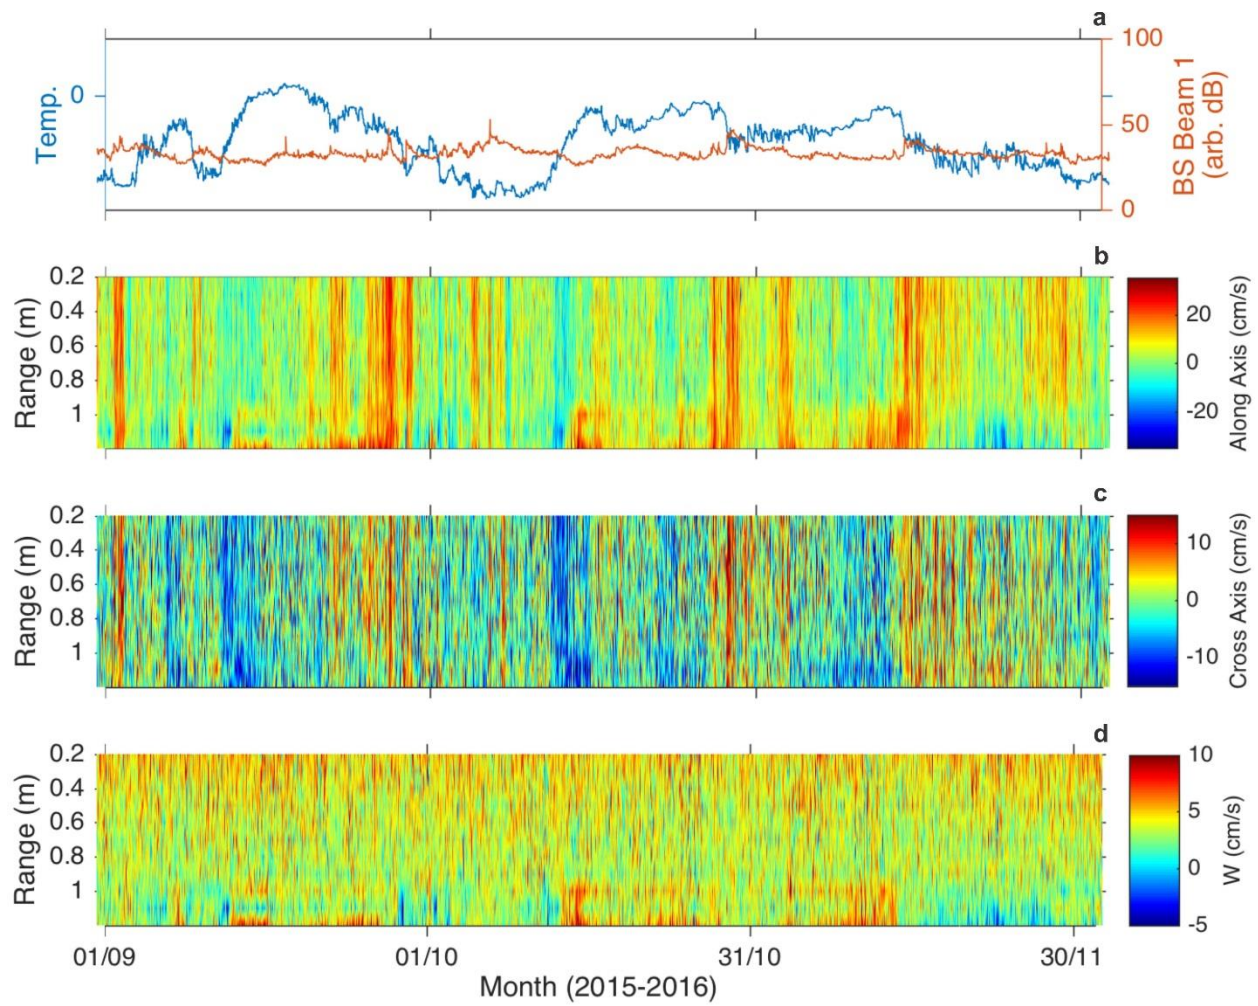 a
Temp.
0
100
50
0
BS Beam 1
(arb. dB)
b
Range (m)
0.2
0.4
0.6
0.8
1
20
0
-20
Along Axis (cm/s)
c
Range (m)
0.2
0.4
0.6
0.8
1
10
0
-10
Cross Axis (cm/s)
d
Range (m)
0.2
0.4
0.6
0.8
1
10
5
0
-5
W (cm/s)
01/09
01/10
31/10
30/11
Month (2015-2016)